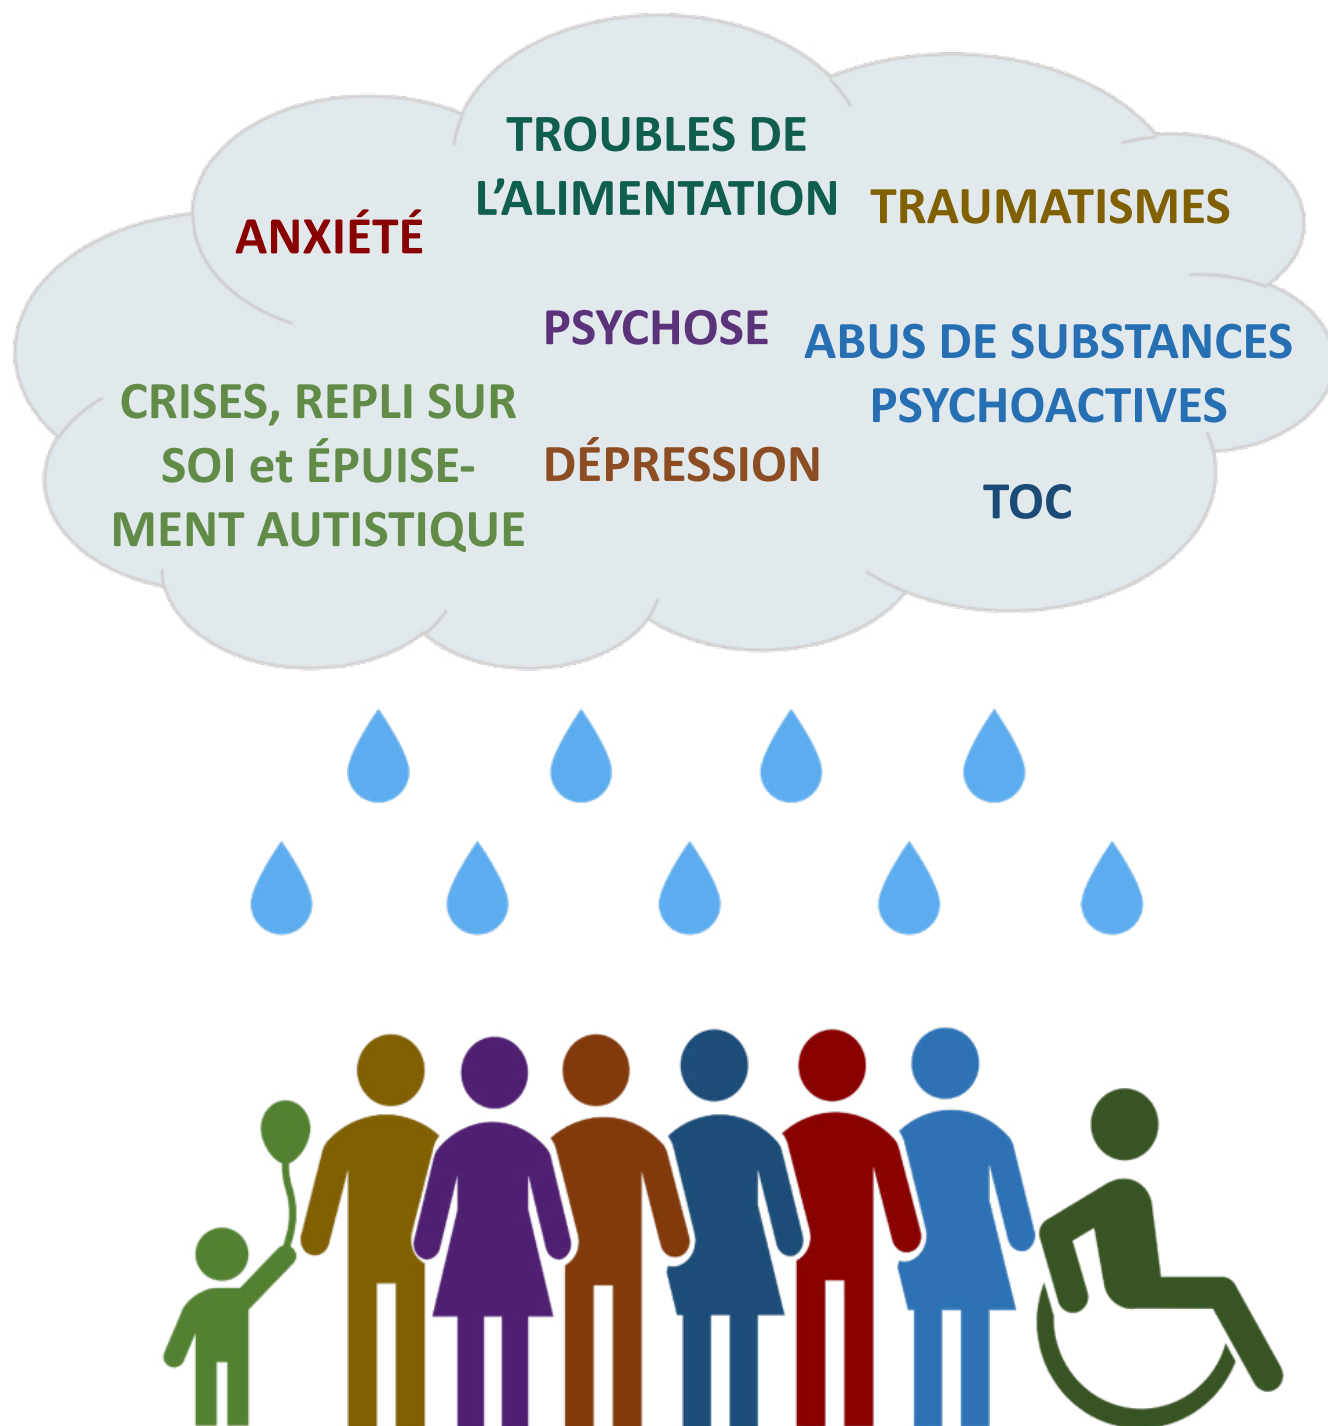 TROUBLES DE
L’ALIMENTATION
TRAUMATISMES
ANXIÉTÉ
PSYCHOSE
ABUS DE SUBSTANCES
PSYCHOACTIVES
CRISES, REPLI SUR
SOI et ÉPUISE-
MENT AUTISTIQUE
DÉPRESSION
TOC